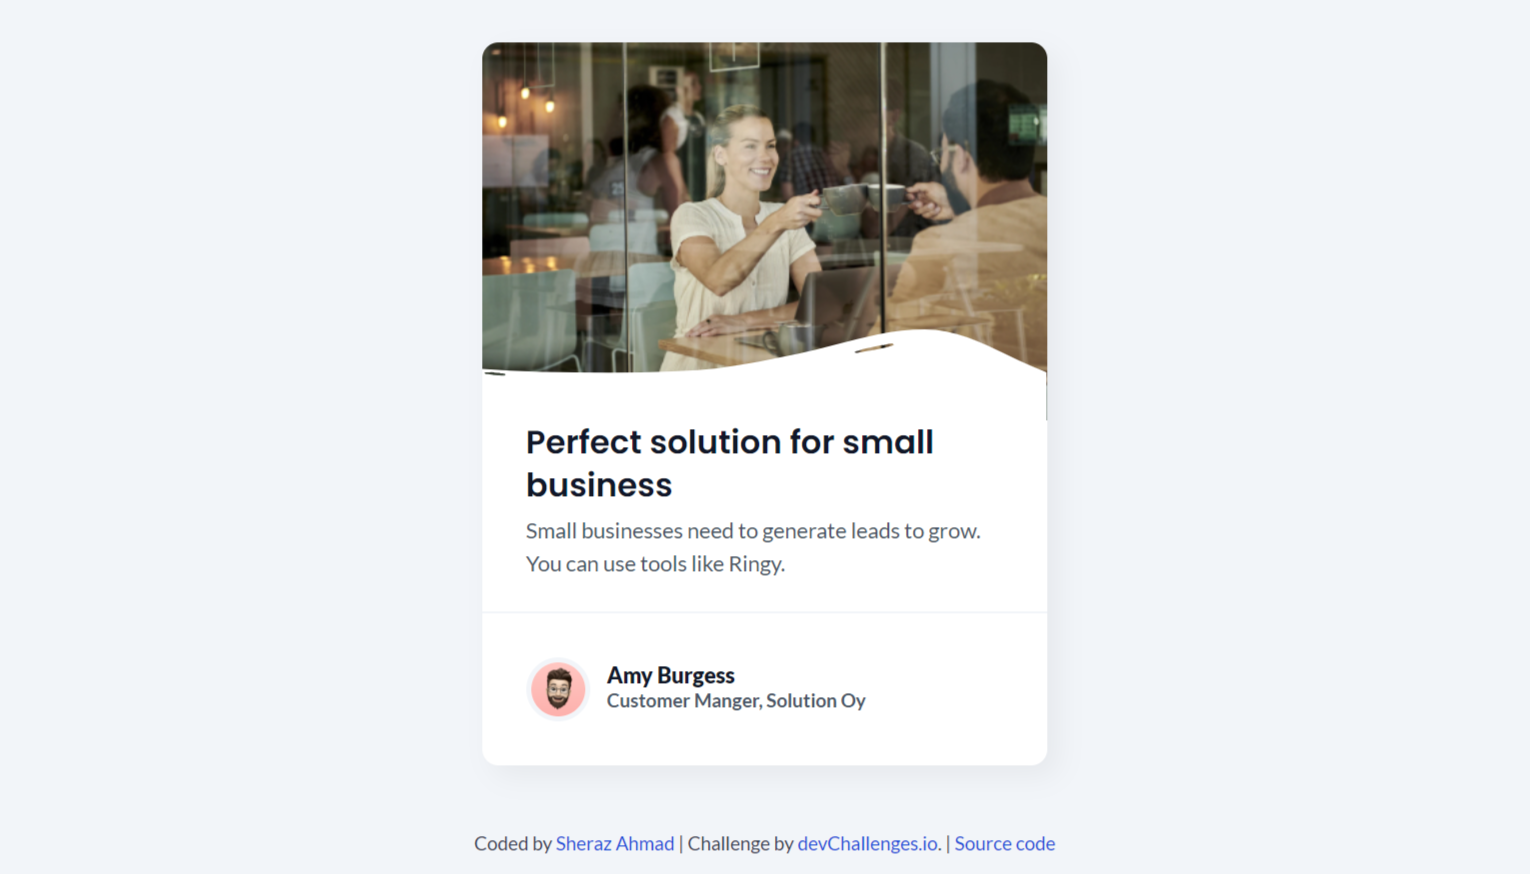 Perfect solution for small
business
Small businesses need to generate leads to grow.
You can use tools like Ringy.
Amy Burgess
Customer Manger, Solution Oy
Coded by Sheraz Ahmad | Challenge by devChallenges.io. | Source code